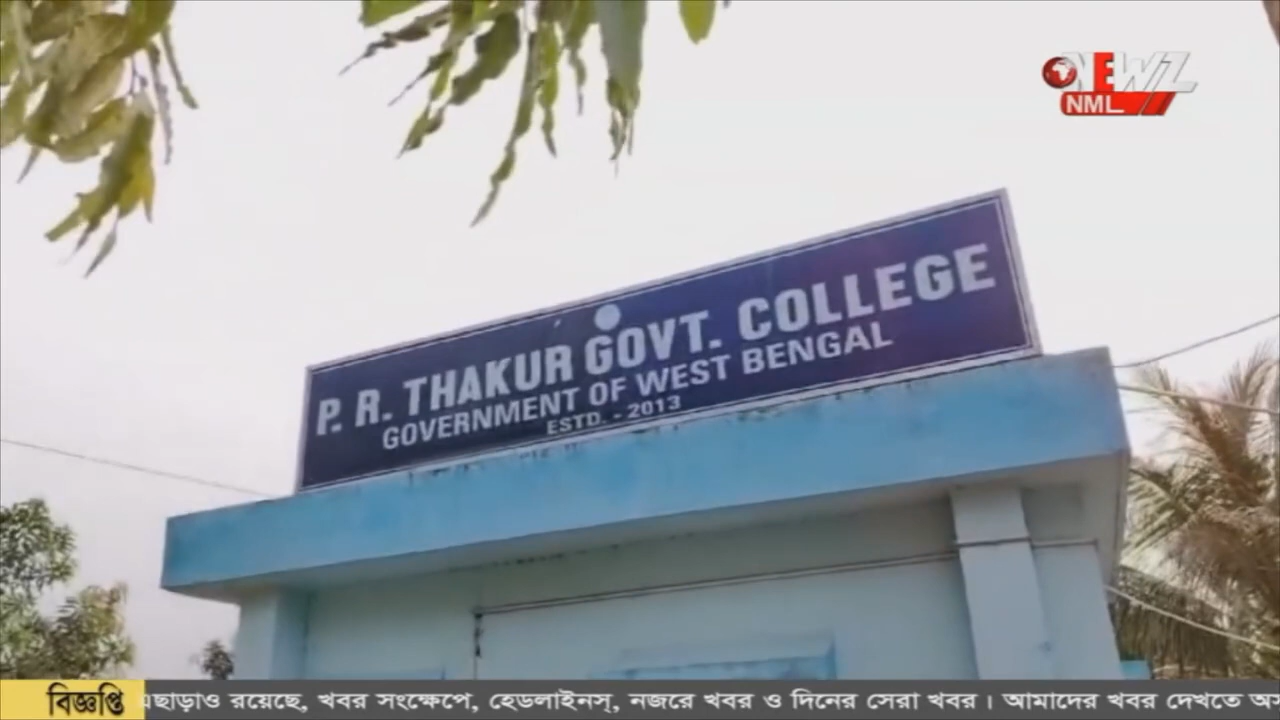 NEWZ
NML
P. R. THAKUR GOVT. COLLEGE
GOVERNMENT OF WEST BENGAL
ESTD. - 2013
বিজ্ঞপ্তি
এছাড়াও রয়েছে, খবর সংক্ষেপে, হেডলাইনস্, নজরে খবর ও দিনের সেরা খবর । আমাদের খবর দেখতে